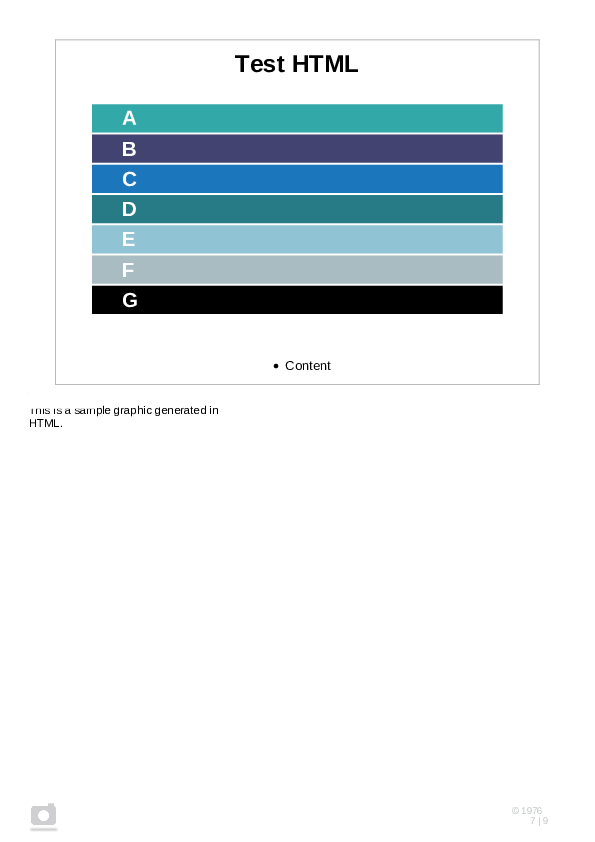 Test HTML
A
B
C
D
E
F
G
• Content
This is a sample graphic generated in
HTML.
© 1976
7 | 9